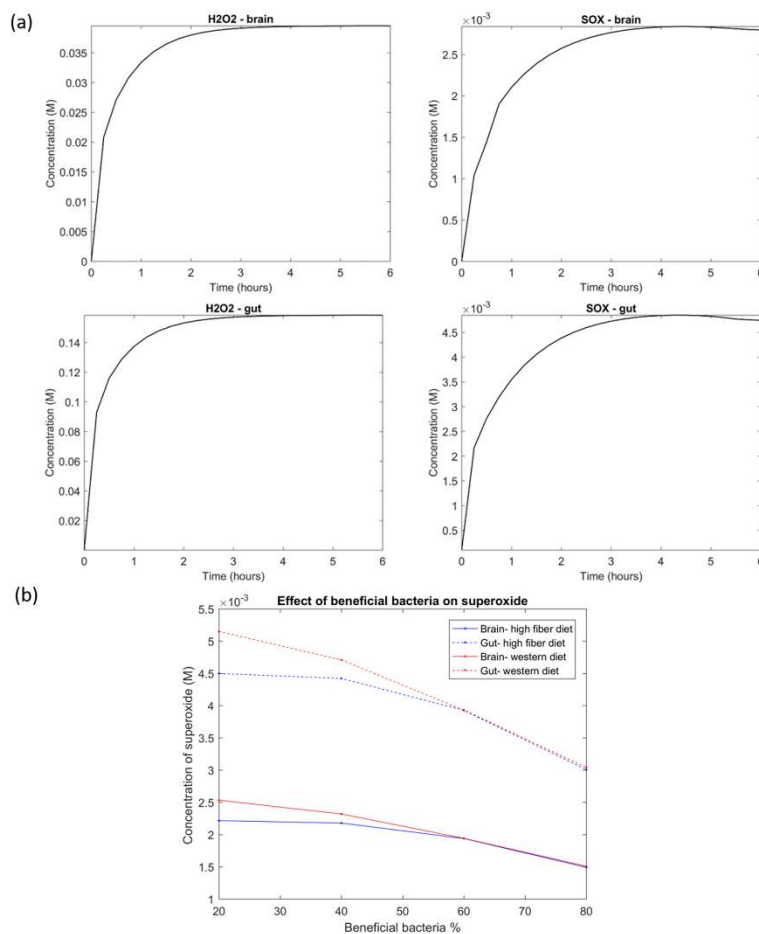 (a)
H2O2 - brain
Concentration (M)
0.035
0.03
0.025
0.02
0.015
0.01
0.005
0
0 1 2 3 4 5 6
Time (hours)
SOX - brain
×10-3
Concentration (M)
2.5
2
1.5
1
0.5
0
0 1 2 3 4 5 6
Time (hours)
H2O2 - gut
Concentration (M)
0.14
0.12
0.1
0.08
0.06
0.04
0.02
0 1 2 3 4 5 6
Time (hours)
SOX - gut
×10-3
Concentration (M)
4.5
4
3.5
3
2.5
2
1.5
1
0.5
0 1 2 3 4 5 6
Time (hours)
(b)
Effect of beneficial bacteria on superoxide
×10-3
Concentration of superoxide (M)
5.5
5
4.5
4
3.5
3
2.5
2
1.5
1
20 30 40 50 60 70 80
Beneficial bacteria %
Brain- high fiber diet
Gut- high fiber diet
Brain- western diet
Gut- western diet